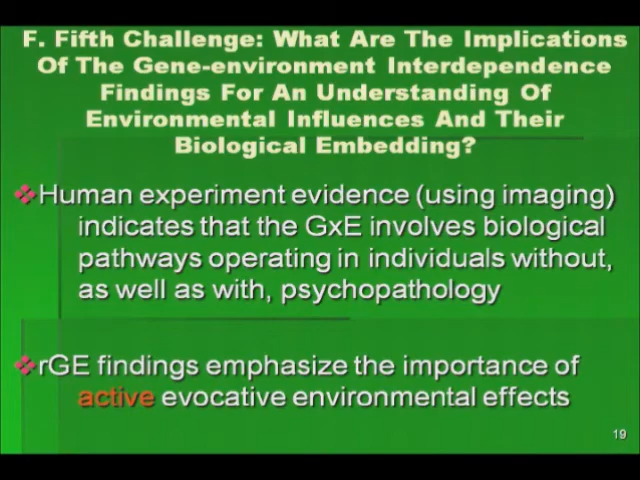 F. Fifth Challenge: What Are The Implications
Of The Gene-environment Interdependence
Findings For An Understanding Of
Environmental Influences And Their
Biological Embedding?
Human experiment evidence (using imaging)
indicates that the GxE involves biological
pathways operating in individuals without,
as well as with, psychopathology
rGE findings emphasize the importance of
active evocative environmental effects
19